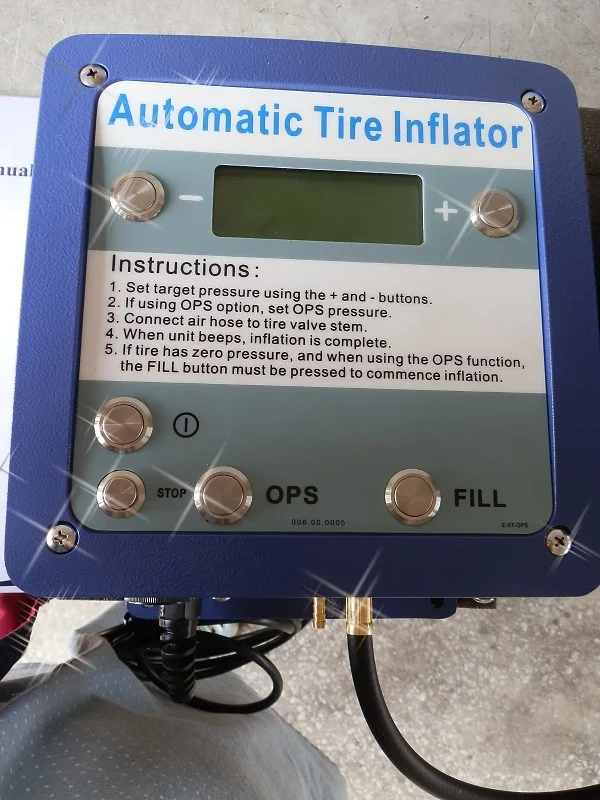 Automatic Tire Inflator
nual
− +
Instructions:
1. Set target pressure using the + and - buttons.
2. If using OPS option, set OPS pressure.
3. Connect air hose to tire valve stem.
4. When unit beeps, inflation is complete.
5. If tire has zero pressure, and when using the OPS function,
the FILL button must be pressed to commence inflation.
STOP OPS FILL
006.00.0005
E-07-OPS